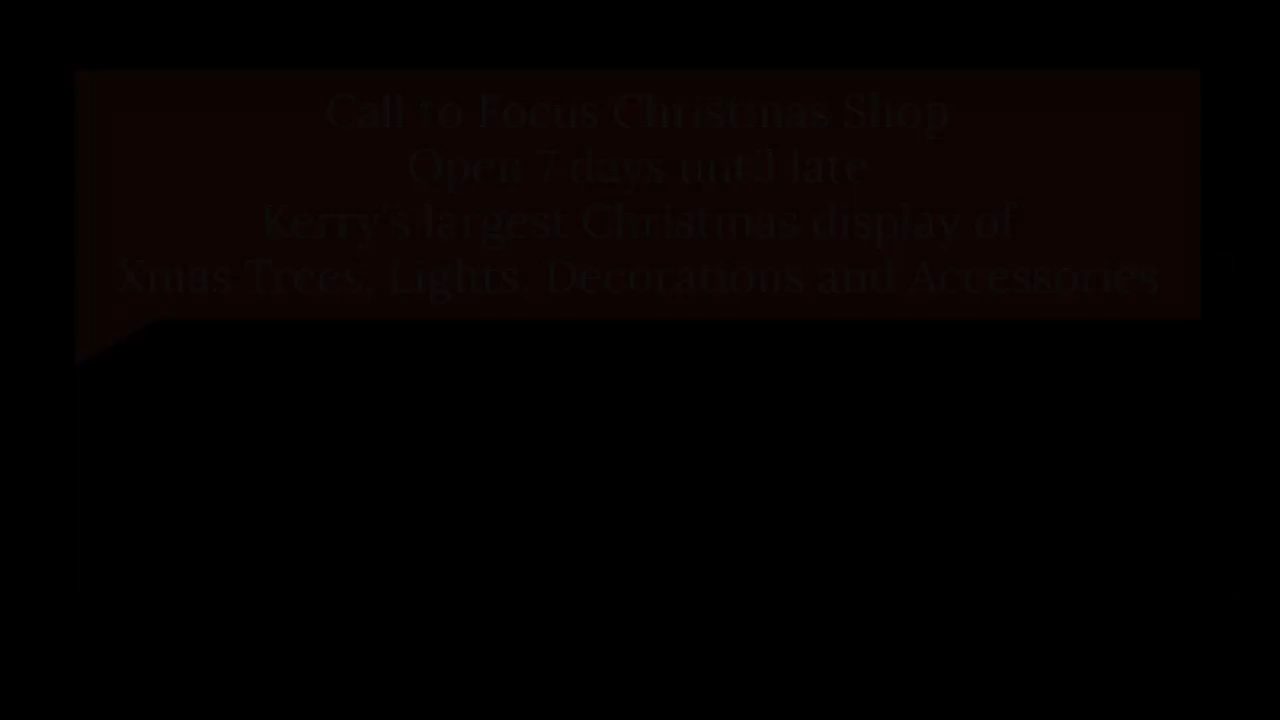 Call to Focus Christmas Shop
Open 7 days until late
Kerry's largest Christmas display of
Xmas Trees, Lights, Decorations and Accessories